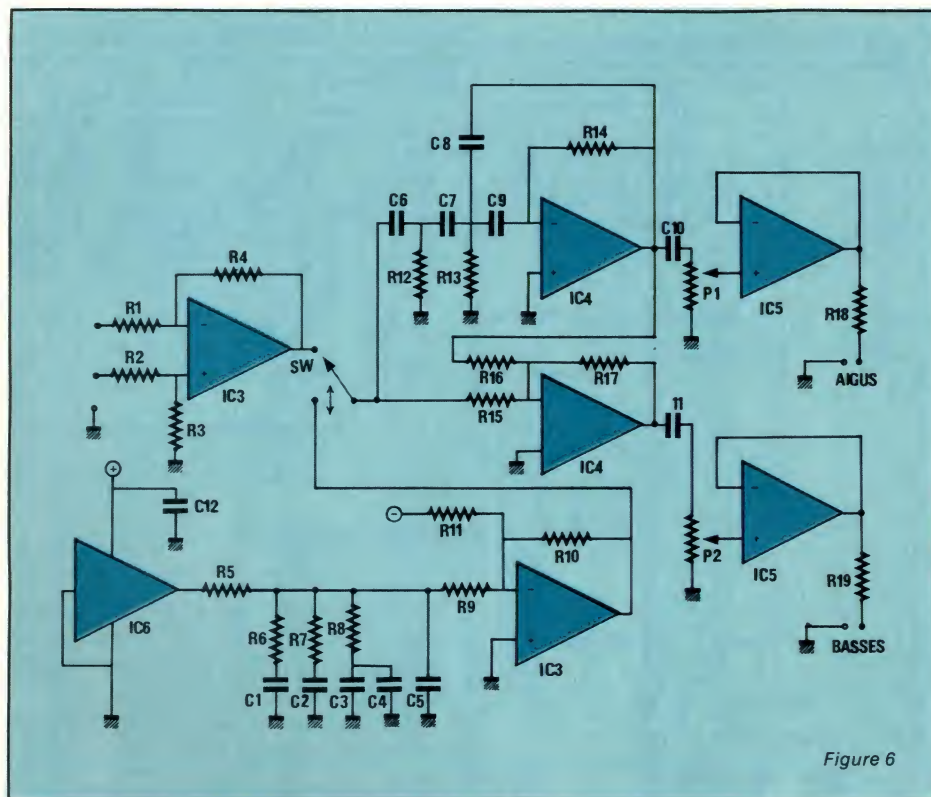 R14
C8
C6
C7
C9
C10
R4
R12
R13
IC4
P1
IC5
R18
R1
SW
AIGUS
R2
IC3
R16
R17
R15
R3
11
IC4
+
C12
-
R11
R10
P2
R5
R9
IC5
R19
IC6
R6
R7
R8
IC3
BASSES
C1
C2
C3
C4
C5
Figure 6